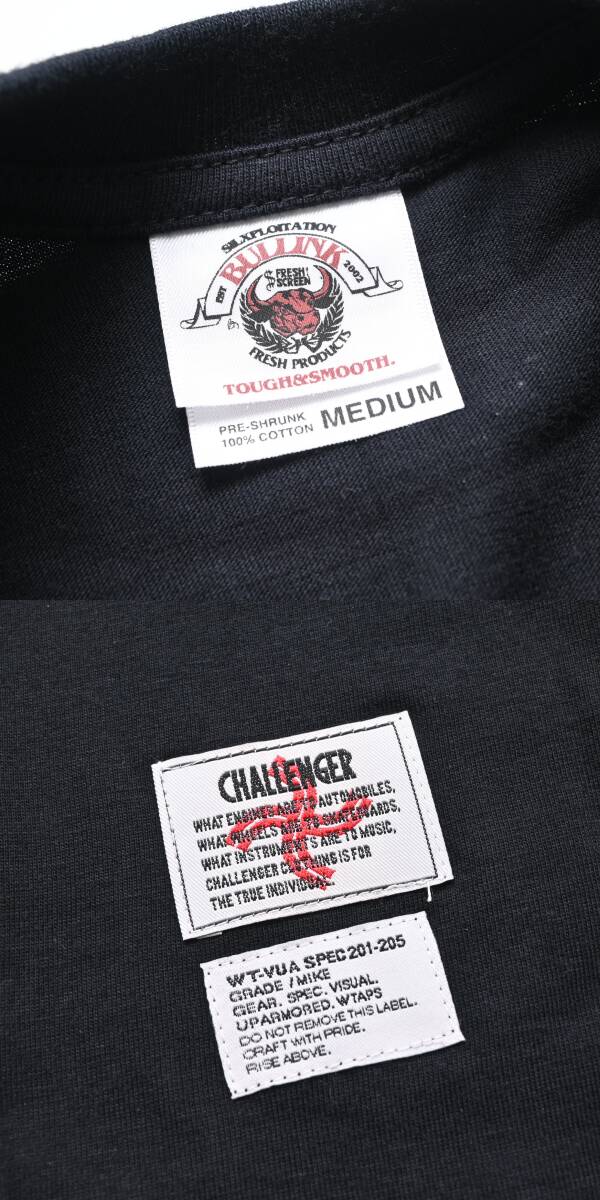 SILXPLOITATION
BULLINK
EST 2002
$ FRESH'
SCREEN
FRESH PRODUCTS
TOUGH&SMOOTH.
PRE-SHRUNK
100% COTTON
MEDIUM
CHALLENGER
WHAT ENGINES ARE TO AUTOMOBILES,
WHAT WHEELS ARE TO SKATEBOARDS,
WHAT INSTRUMENTS ARE TO MUSIC,
CHALLENGER CLOTHING IS FOR
THE TRUE INDIVIDUAL.
WT-VUA SPEC201-205
GRADE / MIKE
GEAR. SPEC. VISUAL.
UPARMORED. WTAPS
DO NOT REMOVE THIS LABEL.
CRAFT WITH PRIDE.
RISE ABOVE.